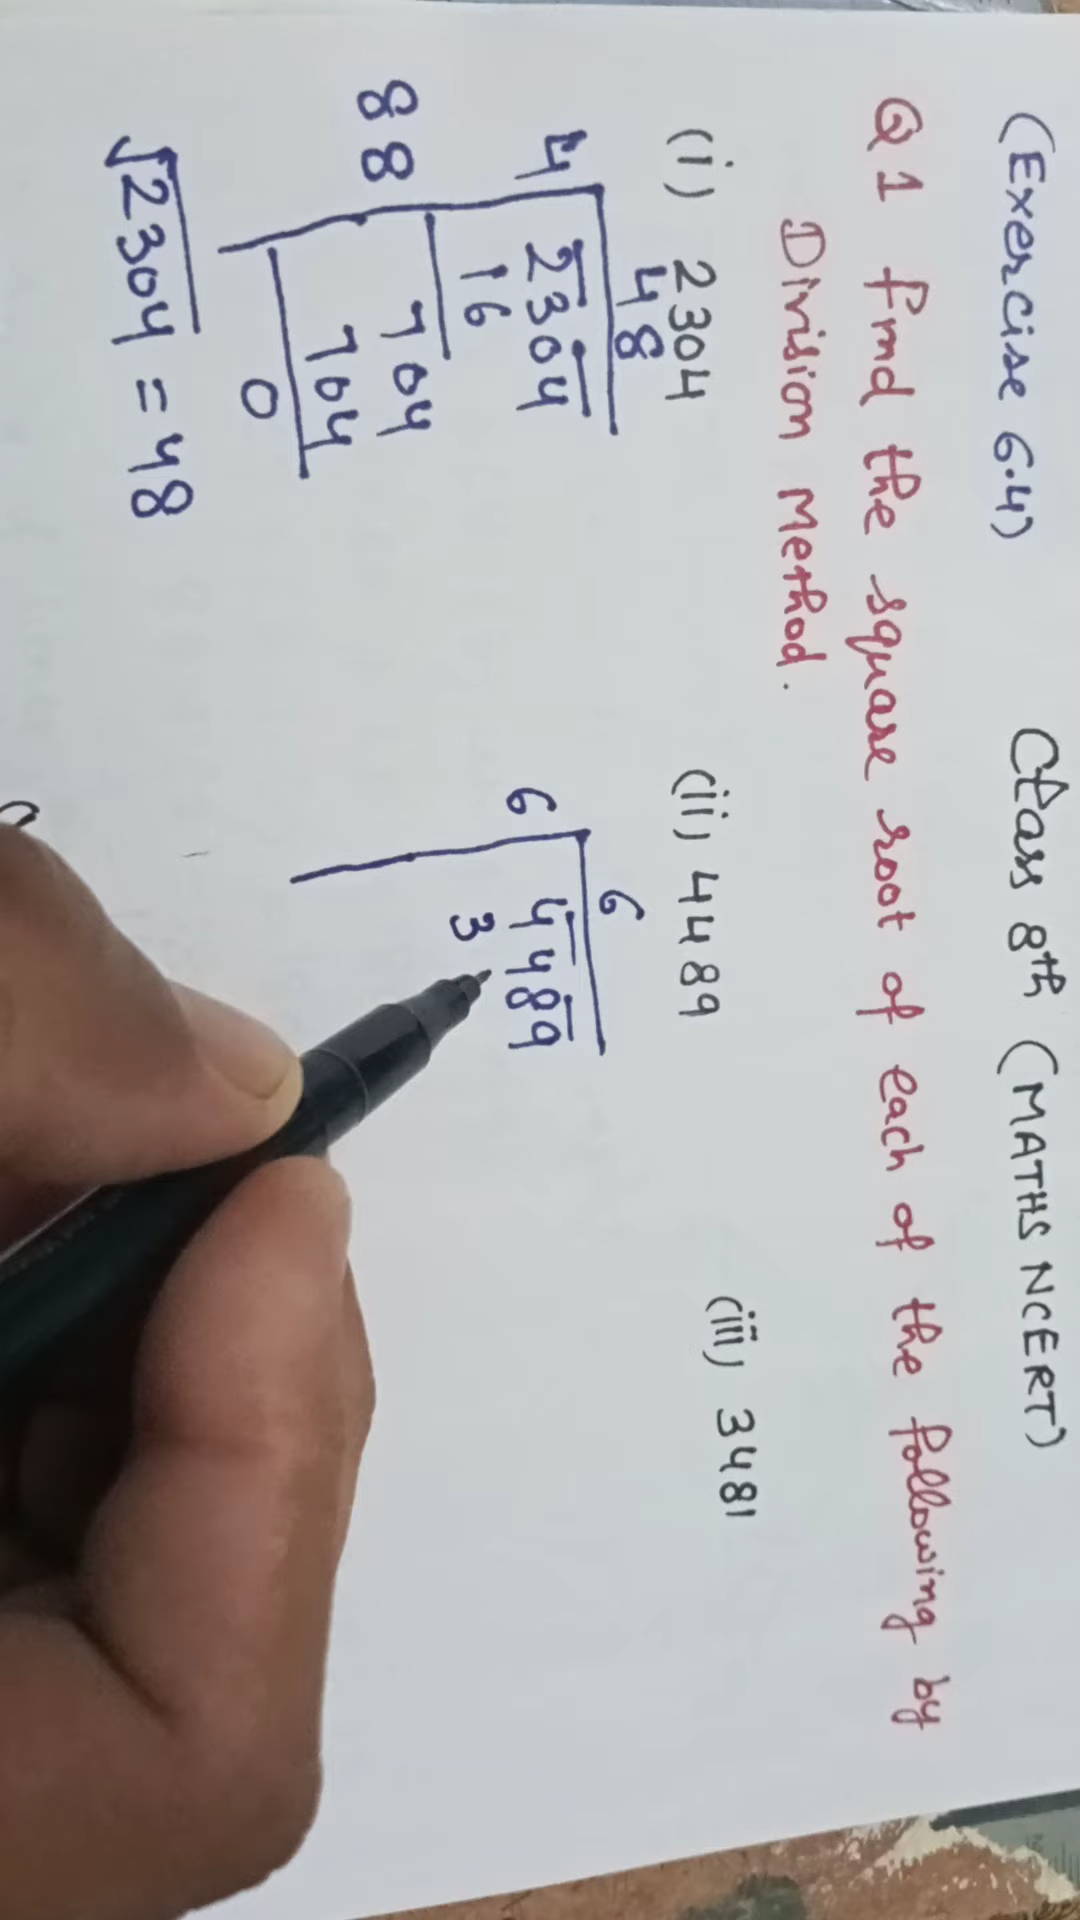 (Exercise 6.4) Class 8th (MATHS NCERT)
Q 1 find the square root of each of the following by
Division Method.
(i) 2304
48
4 2304
16
704
88 704
0
√2304 = 48
(ii) 4489
6
6 4489
3
(iii) 3481